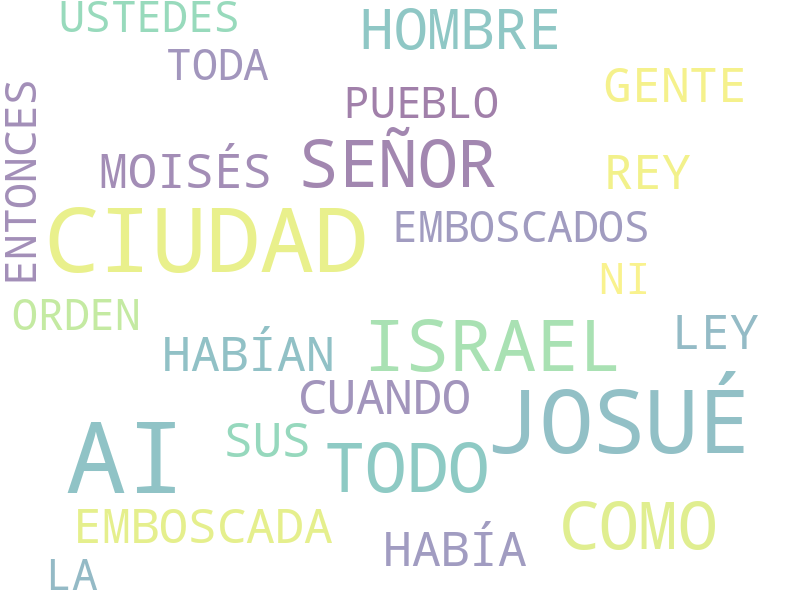 USTEDES
HOMBRE
TODA
GENTE
ENTONCES
PUEBLO
MOISÉS
SEÑOR
REY
CIUDAD
EMBOSCADOS
NI
ORDEN
HABÍAN
ISRAEL
LEY
CUANDO
JOSUÉ
AI
SUS
TODO
EMBOSCADA
HABÍA
COMO
LA